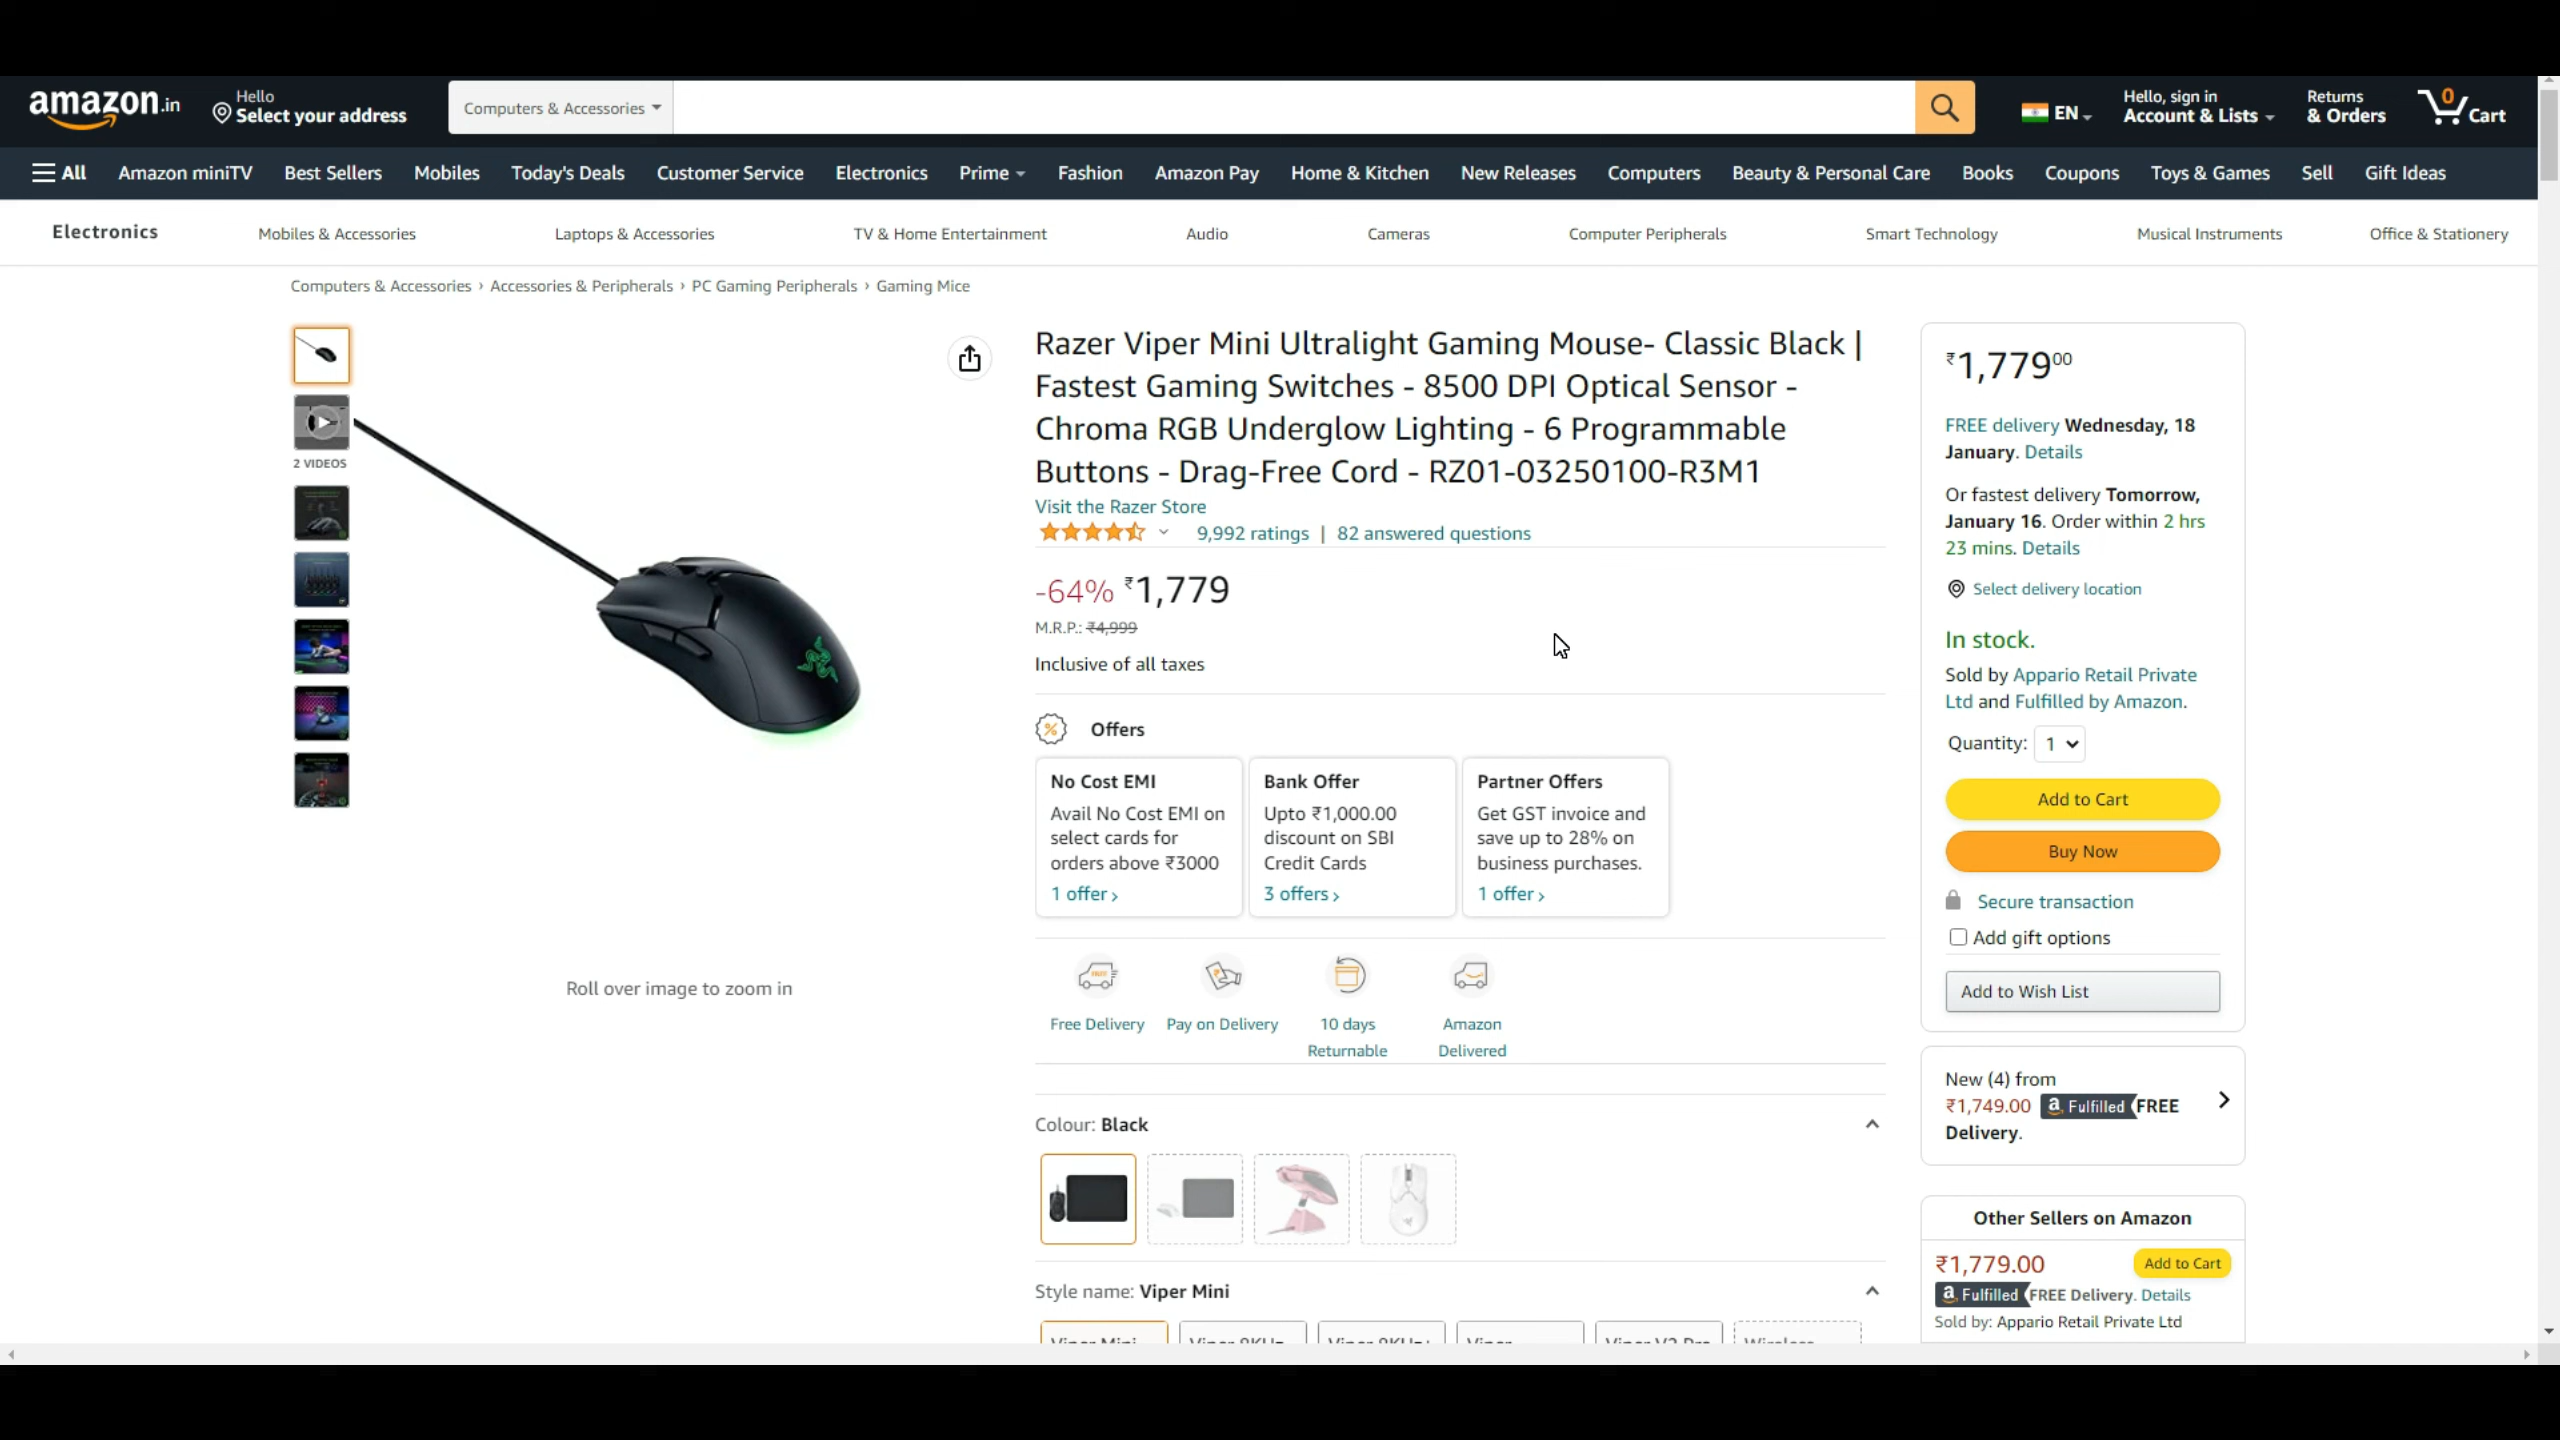 amazon.in
Hello
Select your address
Computers & Accessories
EN
Hello, sign in
Account & Lists
Returns
& Orders
0
Cart
All
Amazon miniTV
Best Sellers
Mobiles
Today's Deals
Customer Service
Electronics
Prime
Fashion
Amazon Pay
Home & Kitchen
New Releases
Computers
Beauty & Personal Care
Books
Coupons
Toys & Games
Sell
Gift Ideas
Electronics
Mobiles & Accessories
Laptops & Accessories
TV & Home Entertainment
Audio
Cameras
Computer Peripherals
Smart Technology
Musical Instruments
Office & Stationery
Computers & Accessories › Accessories & Peripherals › PC Gaming Peripherals › Gaming Mice
2 VIDEOS
Roll over image to zoom in
Razer Viper Mini Ultralight Gaming Mouse- Classic Black |
Fastest Gaming Switches - 8500 DPI Optical Sensor -
Chroma RGB Underglow Lighting - 6 Programmable
Buttons - Drag-Free Cord - RZ01-03250100-R3M1
Visit the Razer Store
9,992 ratings | 82 answered questions
-64% ₹1,779
M.R.P.: ₹4,999
Inclusive of all taxes
Offers
No Cost EMI
Avail No Cost EMI on
select cards for
orders above ₹3000
1 offer ›
Bank Offer
Upto ₹1,000.00
discount on SBI
Credit Cards
3 offers ›
Partner Offers
Get GST invoice and
save up to 28% on
business purchases.
1 offer ›
Free Delivery
Pay on Delivery
10 days
Returnable
Amazon
Delivered
Colour: Black
Style name: Viper Mini
Viper Mini
Viper 8KHz
Viper
Viper V2 Pro
Wireless
₹1,77900
FREE delivery Wednesday, 18
January. Details
Or fastest delivery Tomorrow,
January 16. Order within 2 hrs
23 mins. Details
Select delivery location
In stock.
Sold by Appario Retail Private
Ltd and Fulfilled by Amazon.
Quantity: 1
Add to Cart
Buy Now
Secure transaction
Add gift options
Add to Wish List
New (4) from
₹1,749.00 a Fulfilled FREE
Delivery.
Other Sellers on Amazon
₹1,779.00
Add to Cart
a Fulfilled FREE Delivery. Details
Sold by: Appario Retail Private Ltd